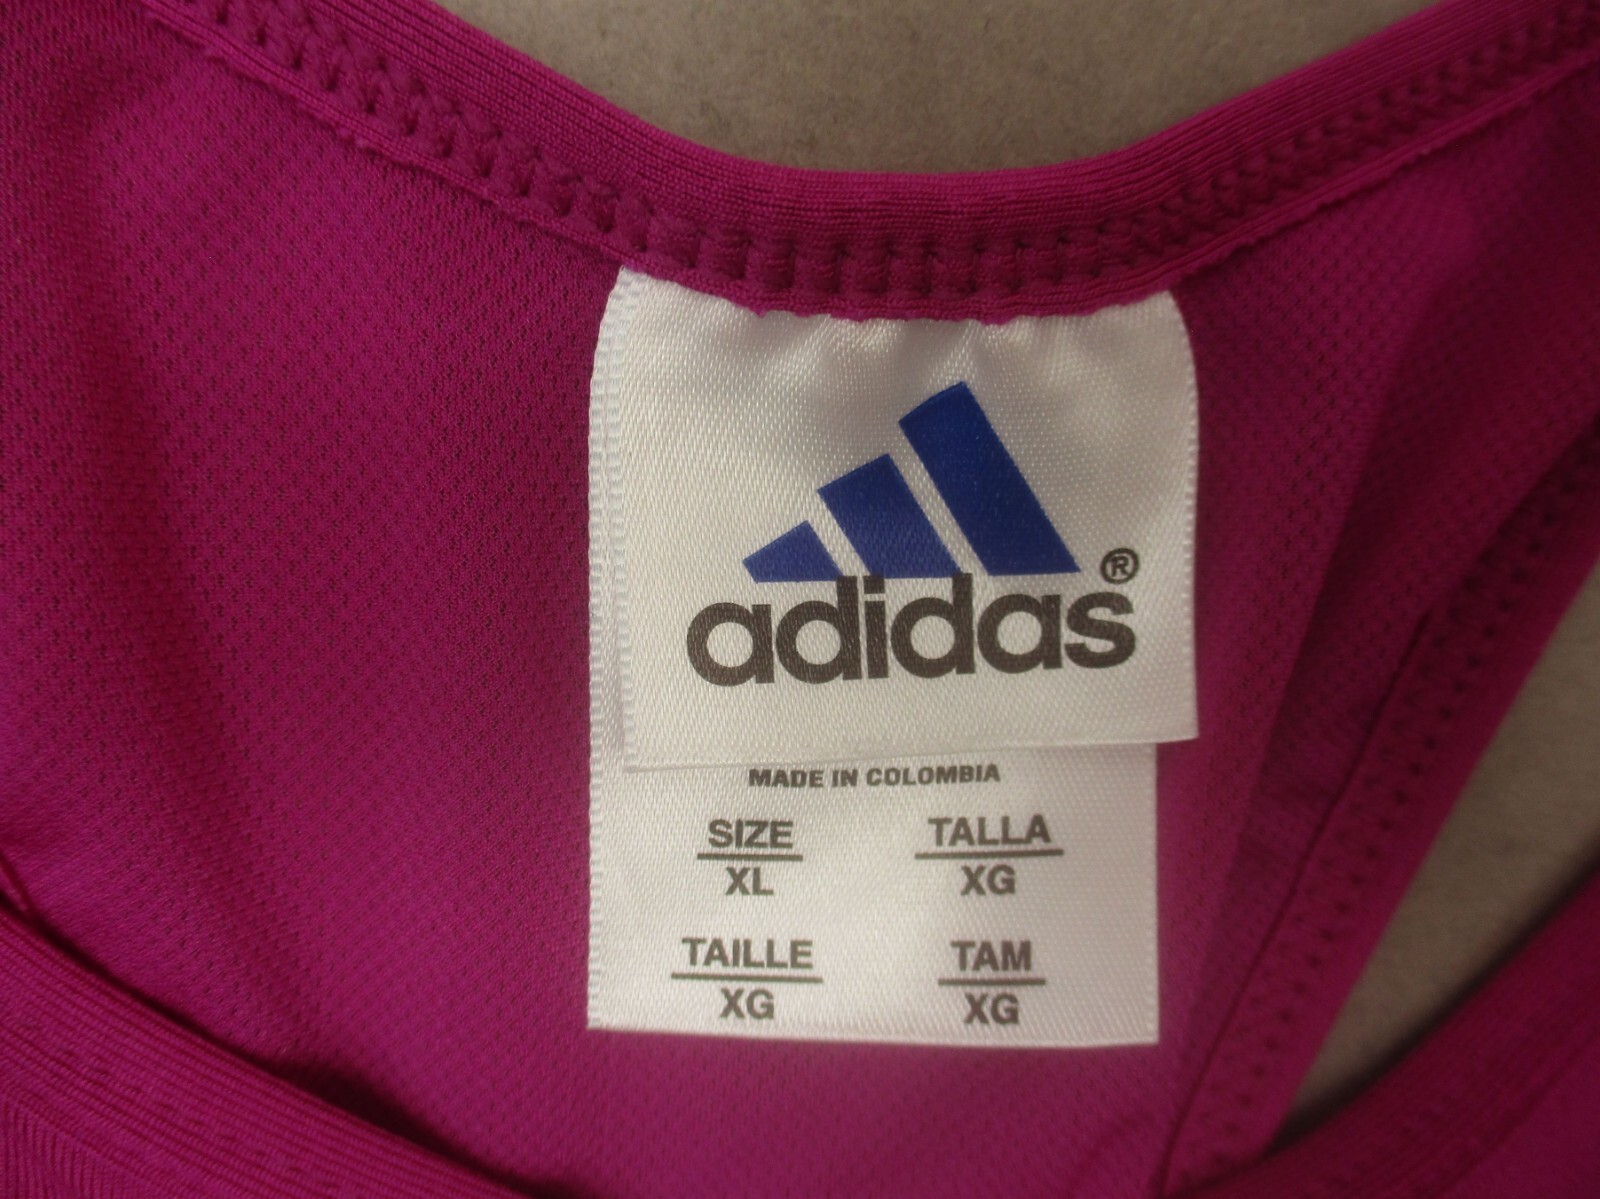 adidas®
MADE IN COLOMBIA
SIZE TALLA
XL XG
TAILLE TAM
XG XG